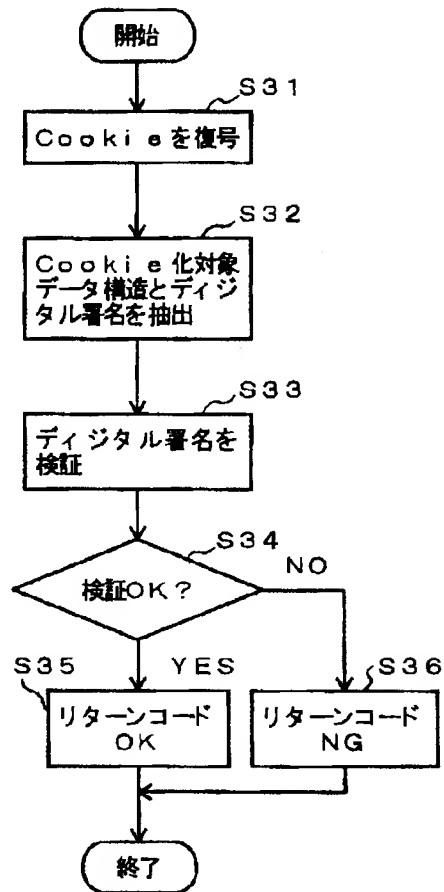 開始
S31
Cookieを復号
S32
Cookie化対象
データ構造とディジ
タル署名を抽出
S33
ディジタル署名を
検証
S34
検証OK?
NO
S35
YES
S36
リターンコード
OK
リターンコード
NG
終了